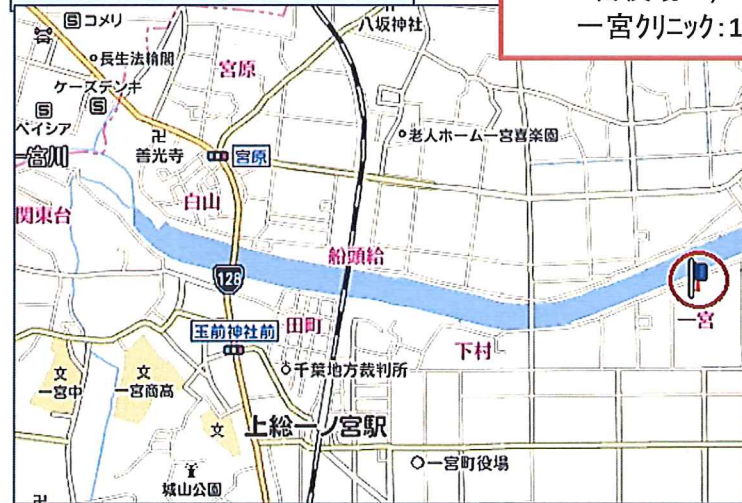 一宮クリニック:1
コメリ
八坂神社
長生法輪閣
宮原
ケーズデンキ
ベイシア
老人ホーム一宮喜楽園
善光寺
宮原
一宮川
白山
関東台
船頭給
128
一宮
玉前神社前
田町
下村
千葉地方裁判所
文
一宮中
文
一宮商高
文
上総一ノ宮駅
一宮町役場
城山公園